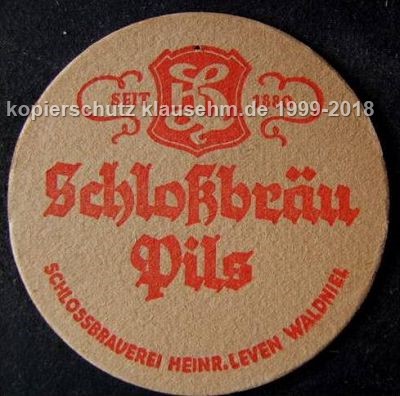 SEIT
kopierschutz klausehm.de 1999-2018
Schloßbräu
Pils
SCHLOSSBRAUEREI HEINR. LEVEN WALDNIEL